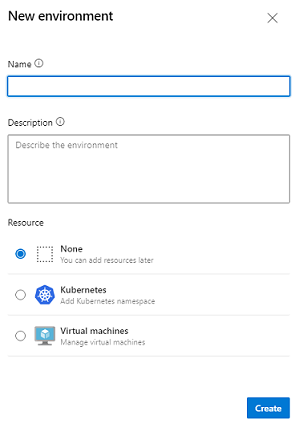 New environment
Name
Description
Describe the environment
Resource
None
You can add resources later
Kubernetes
Add Kubernetes namespace
Virtual machines
Manage virtual machines
Create